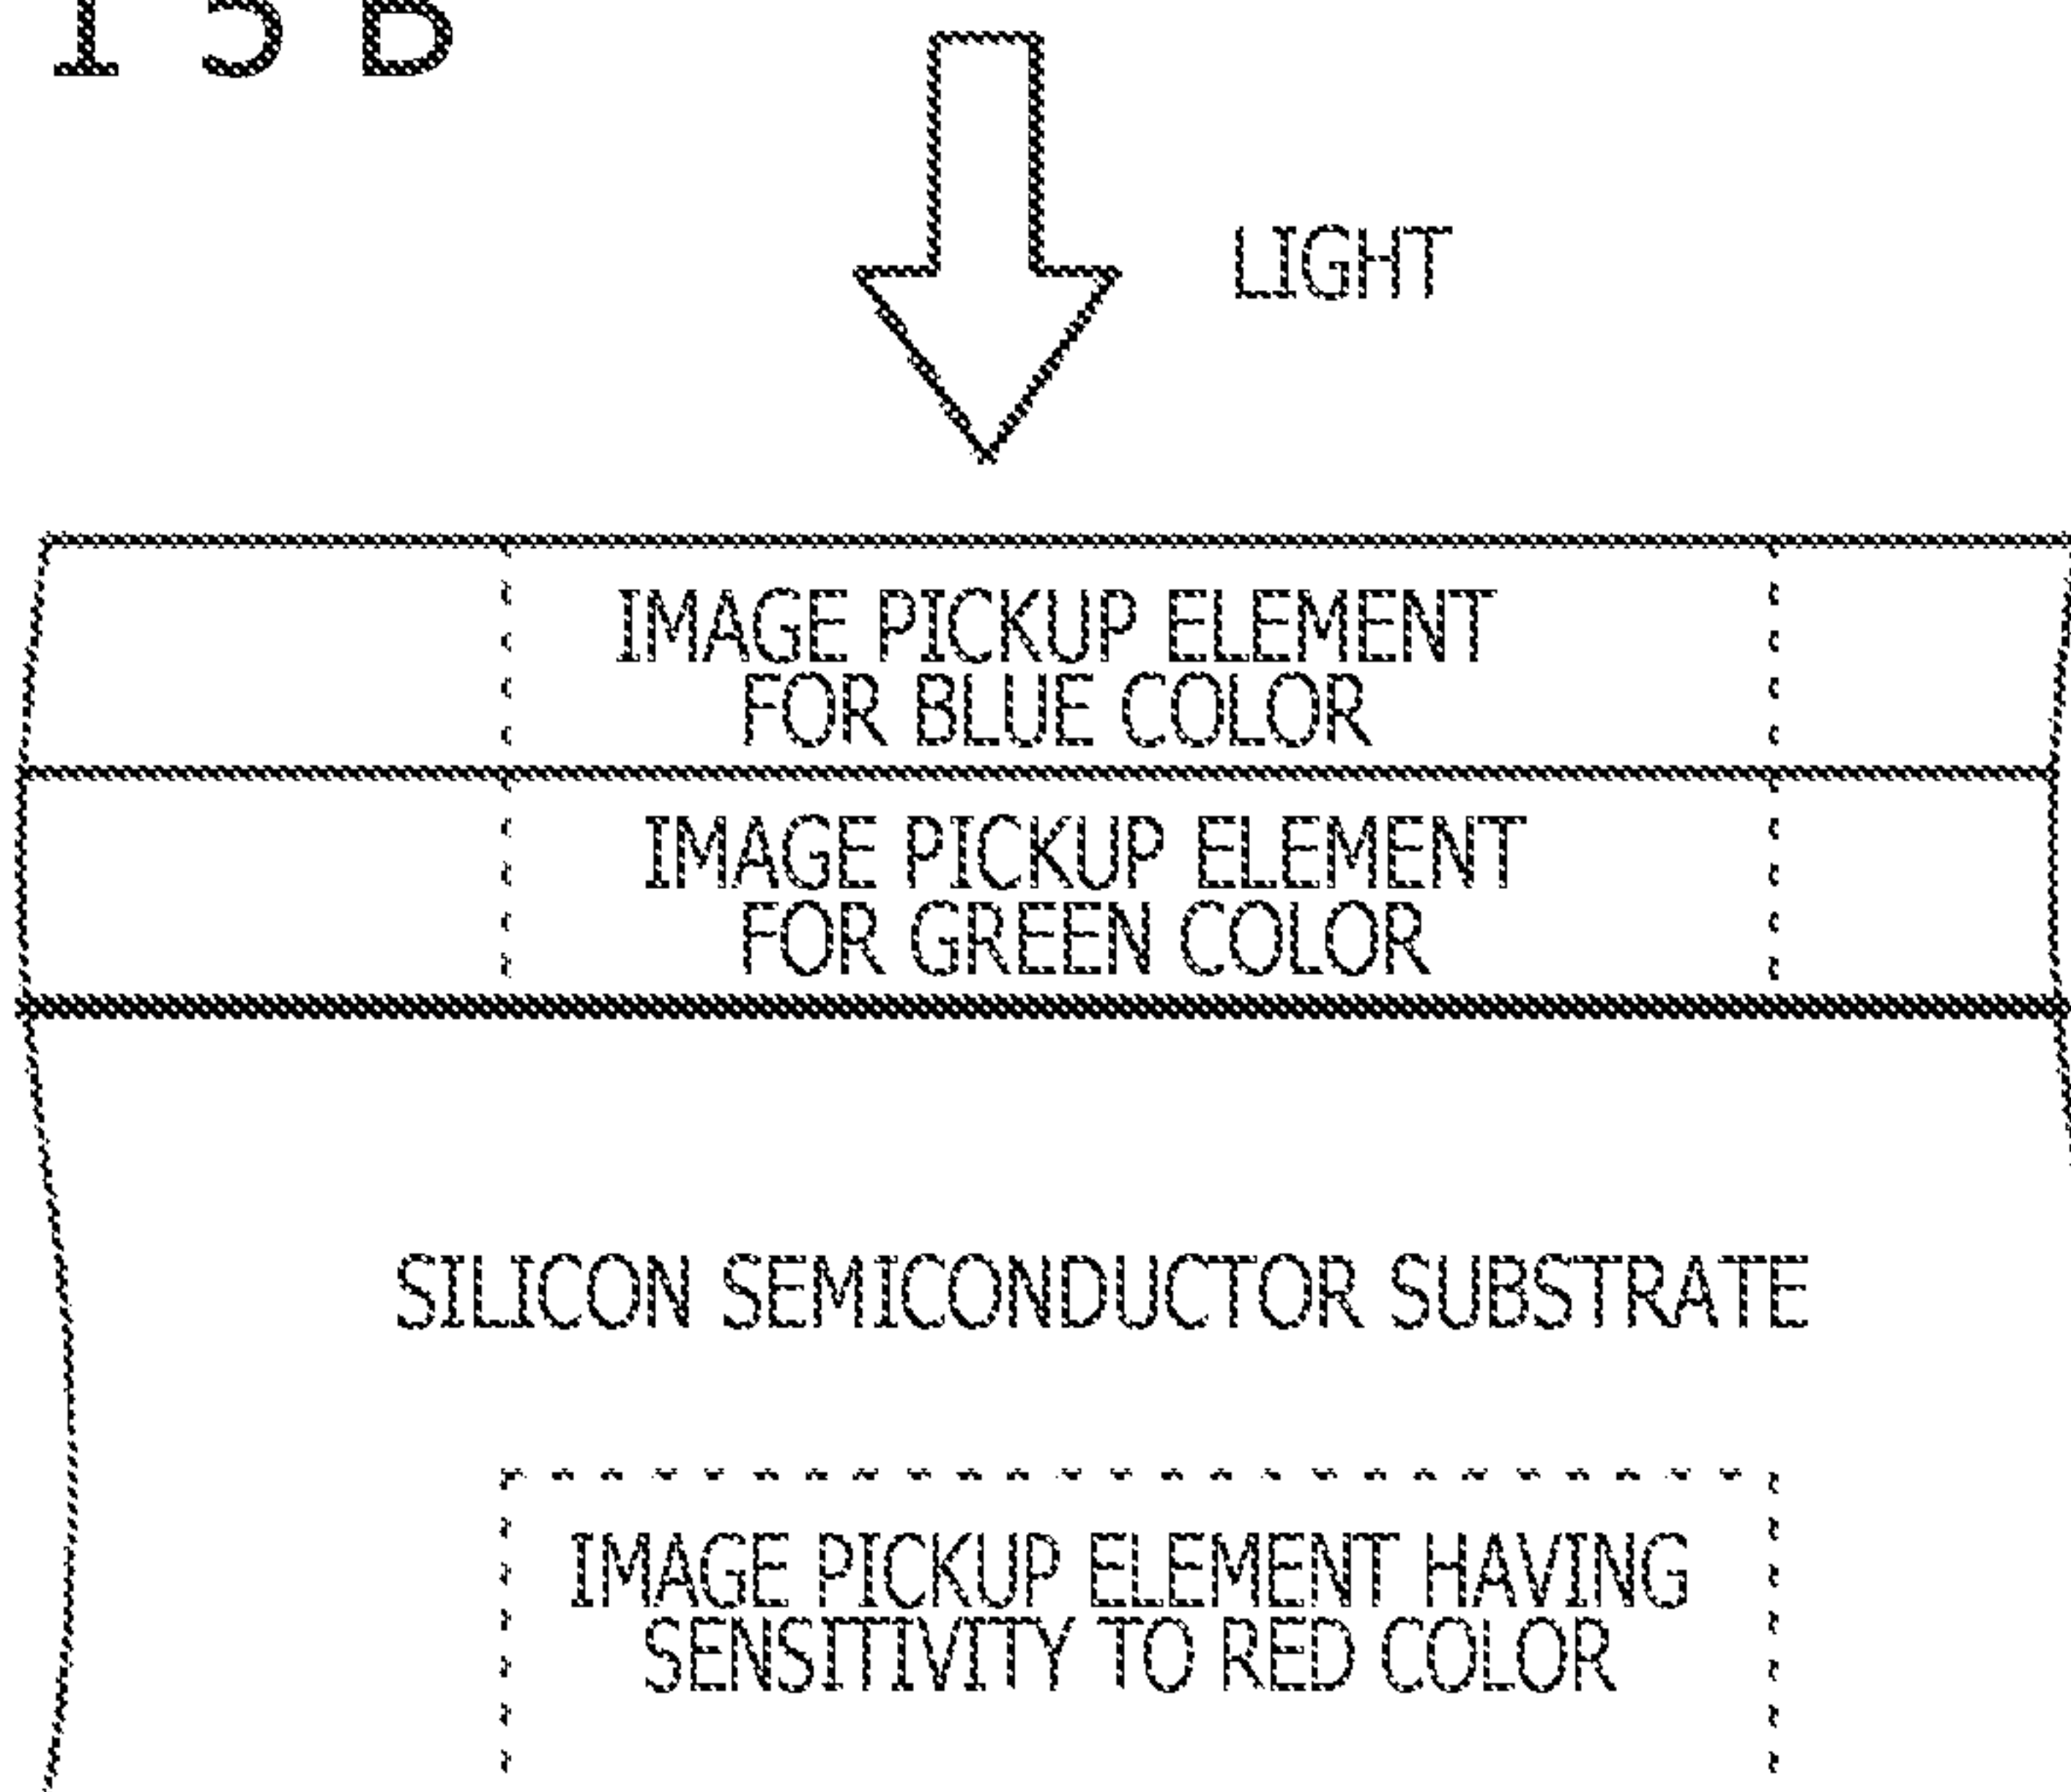 15B
LIGHT
IMAGE PICKUP ELEMENT
FOR BLUE COLOR
IMAGE PICKUP ELEMENT
FOR GREEN COLOR
SILICON SEMICONDUCTOR SUBSTRATE
IMAGE PICKUP ELEMENT HAVING
SENSITIVITY TO RED COLOR